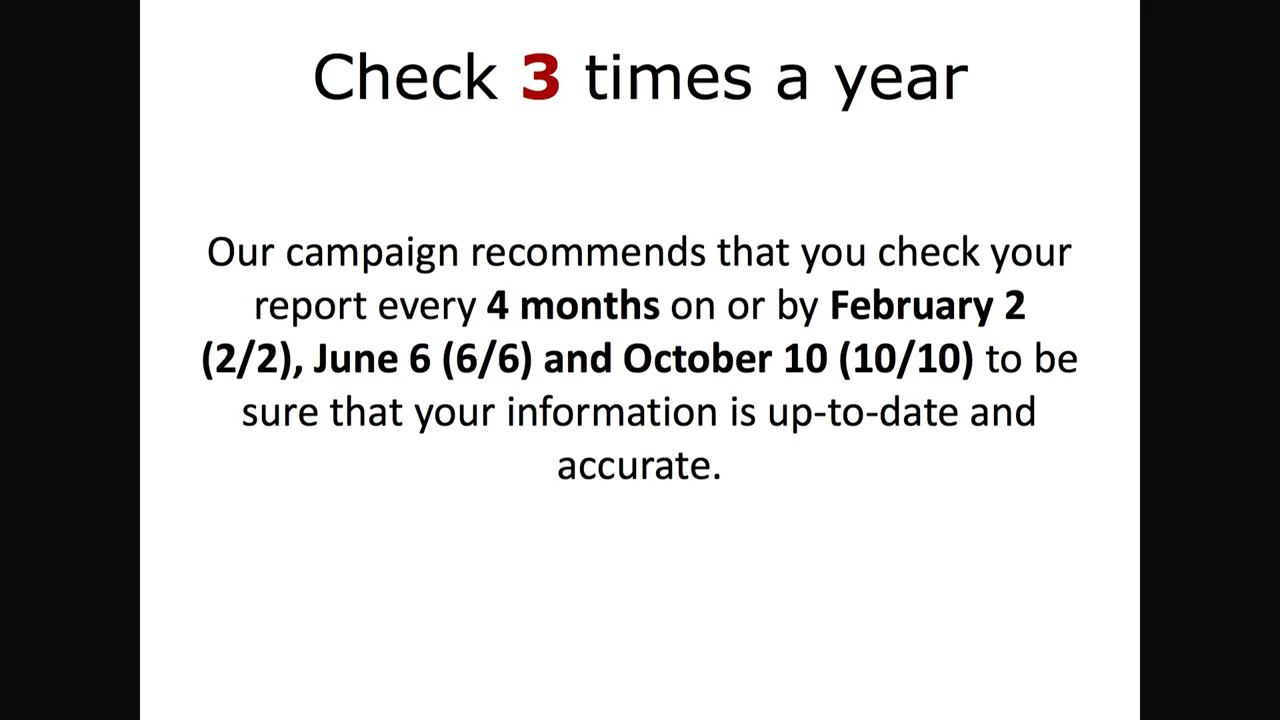 Check 3 times a year
Our campaign recommends that you check your
report every 4 months on or by February 2
(2/2), June 6 (6/6) and October 10 (10/10) to be
sure that your information is up-to-date and
accurate.